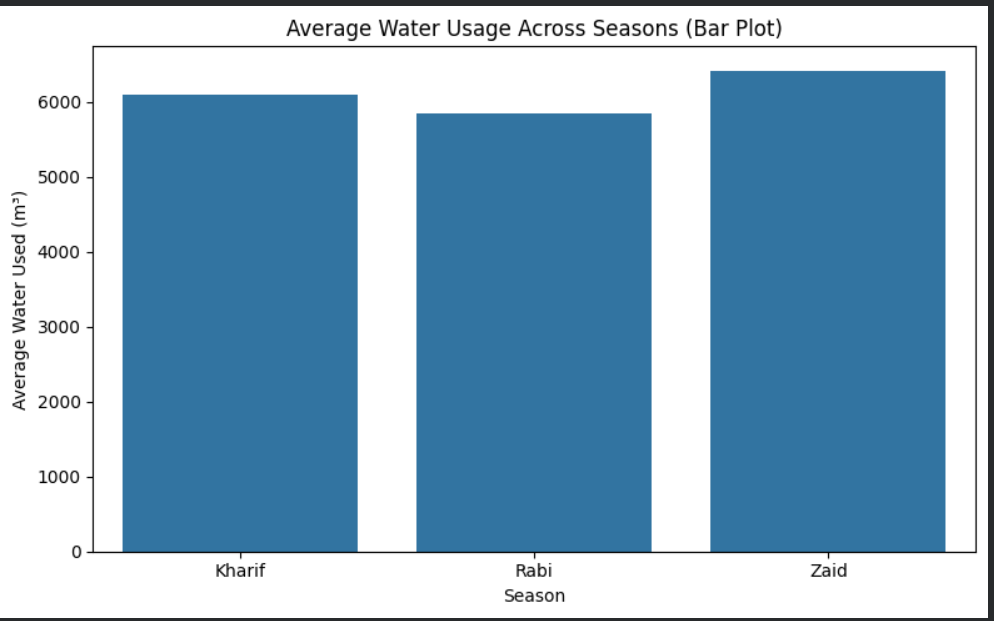 Average Water Usage Across Seasons (Bar Plot)
Average Water Used (m³)
6000
5000
4000
3000
2000
1000
0
Kharif Rabi Zaid
Season